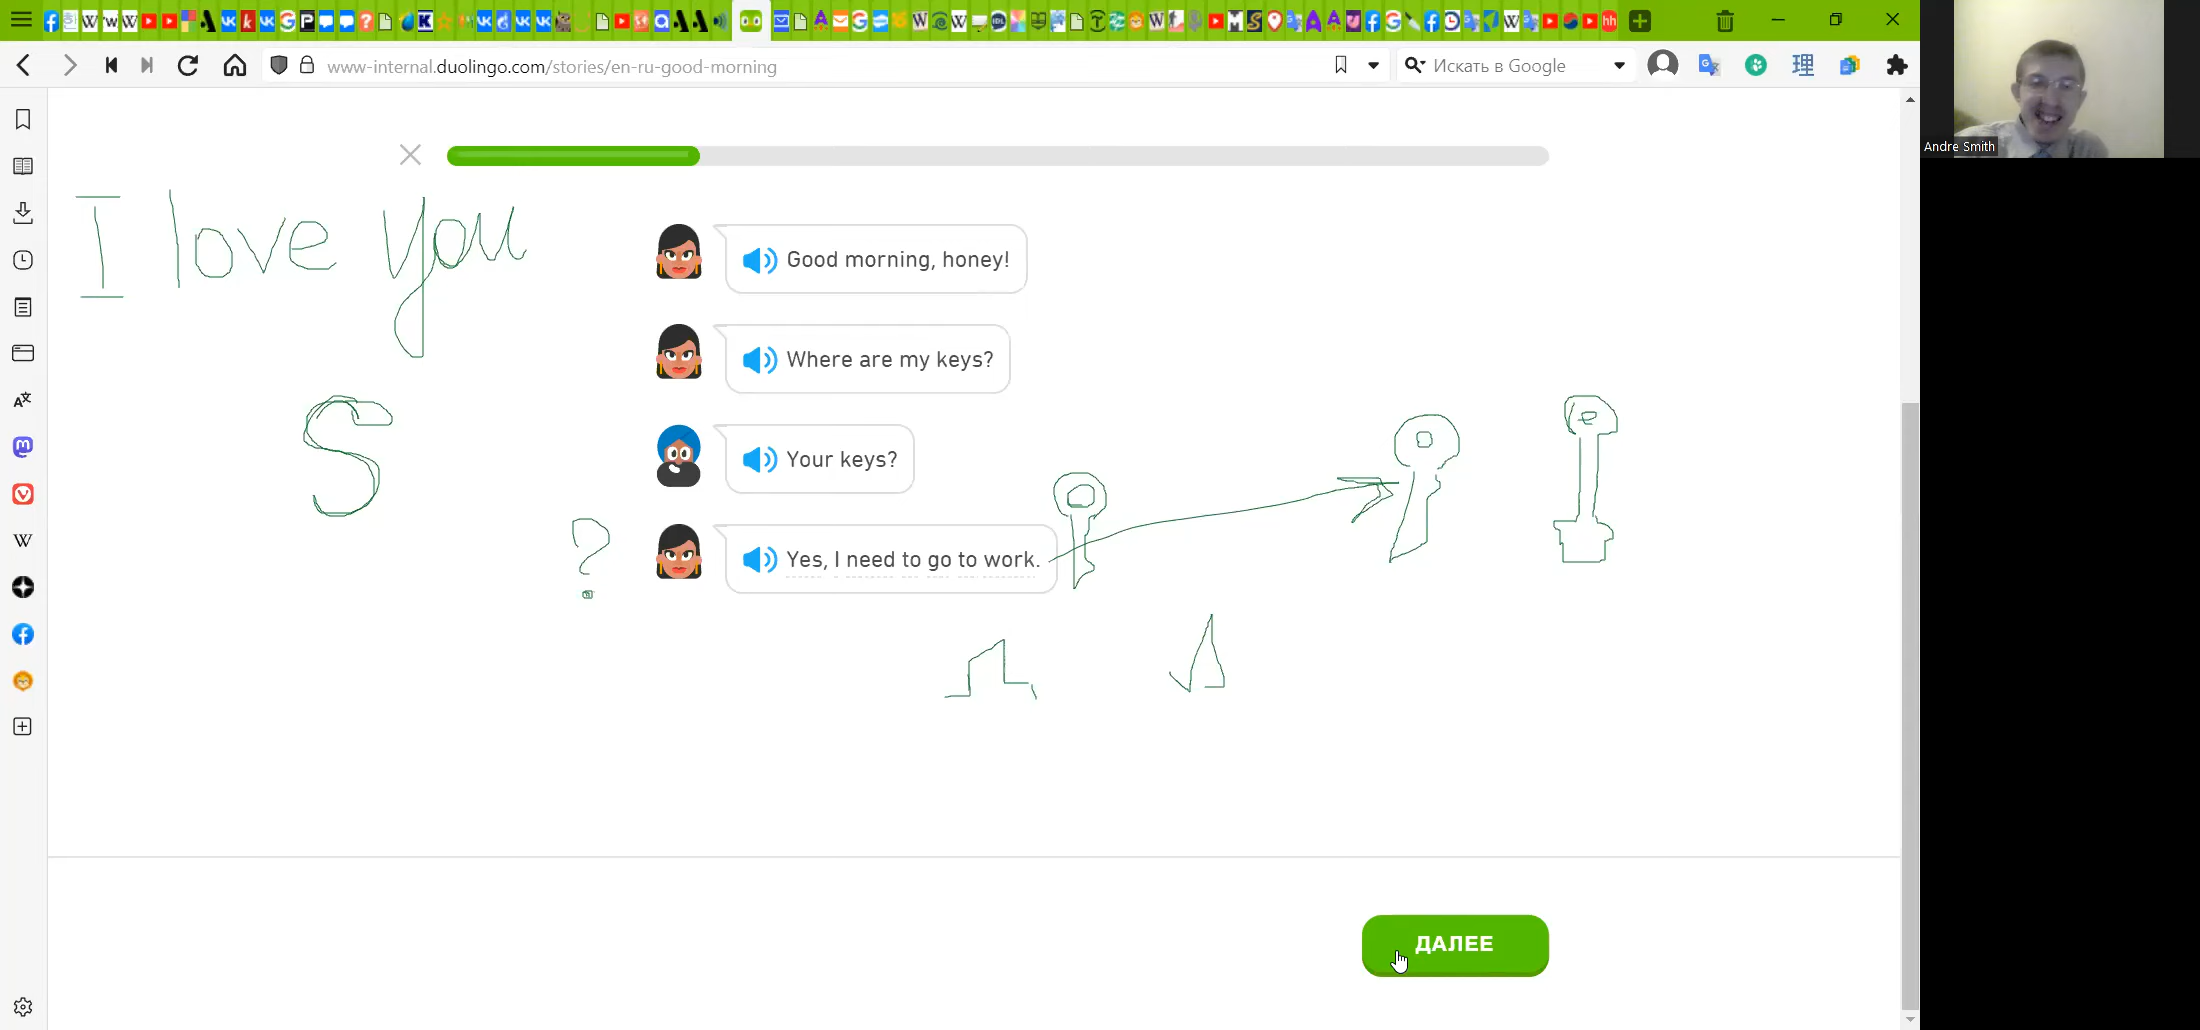 www-internal.duolingo.com/stories/en-ru-good-morning
Искать в Google
Andre Smith
I love you
Good morning, honey!
Where are my keys?
S
Your keys?
?
Yes, I need to go to work.
ДАЛЕЕ